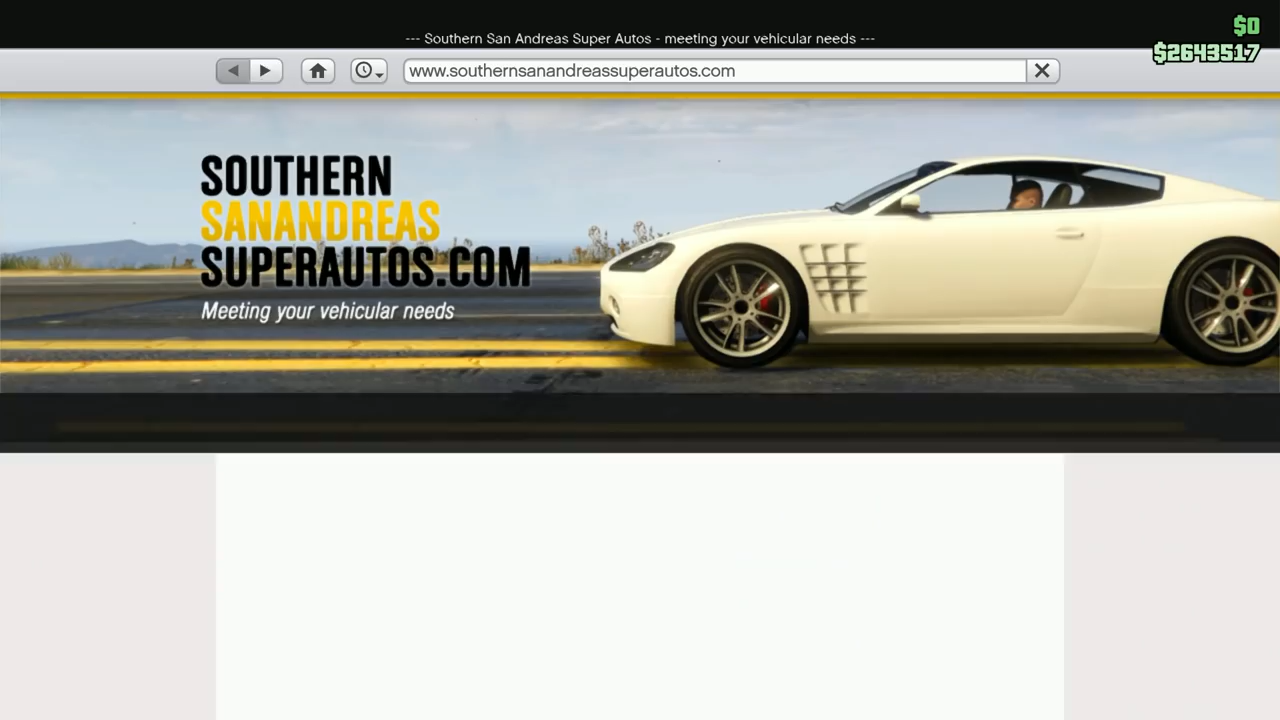 $0
--- Southern San Andreas Super Autos - meeting your vehicular needs ---
$2643517
www.southernsanandreassuperautos.com
SOUTHERN
SANANDREAS
SUPERAUTOS.COM
Meeting your vehicular needs